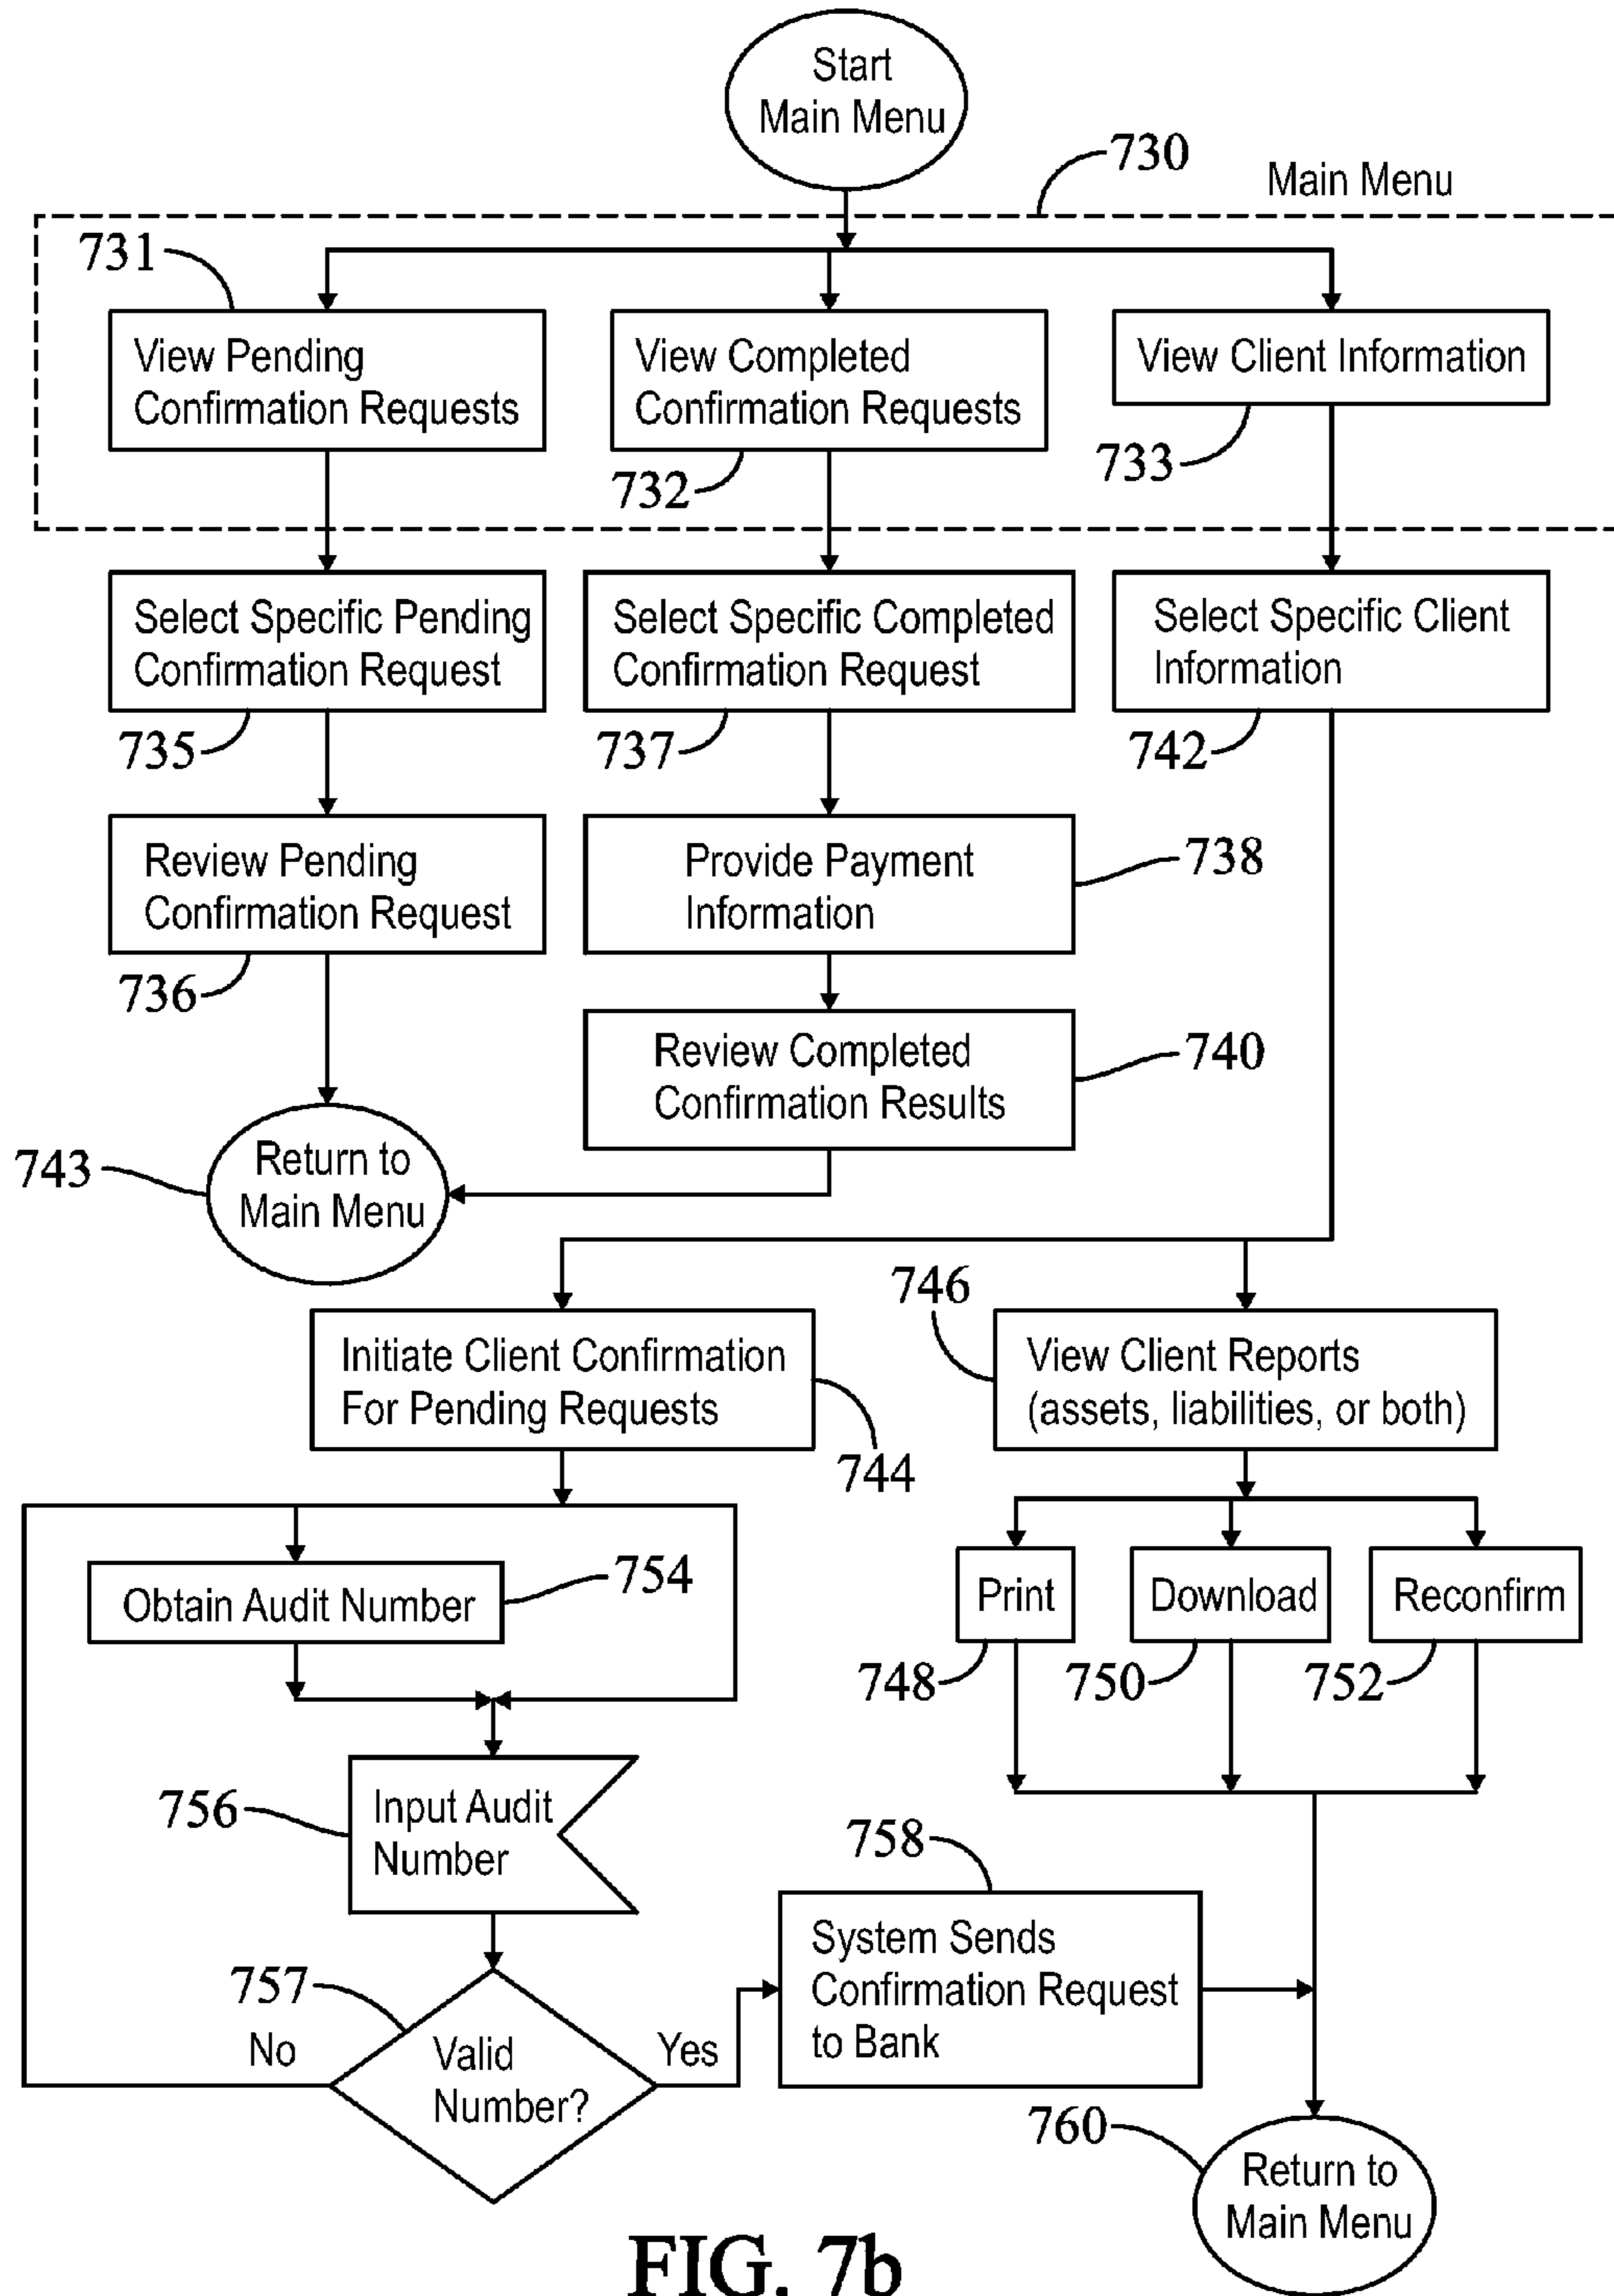 Start
Main Menu
730
Main Menu
731
View Pending
Confirmation Requests
View Completed
Confirmation Requests
732
View Client Information
733
Select Specific Pending
Confirmation Request
735
Select Specific Completed
Confirmation Request
737
Select Specific Client
Information
742
Review Pending
Confirmation Request
736
Provide Payment
Information
738
Review Completed
Confirmation Results
740
743
Return to
Main Menu
Initiate Client Confirmation
For Pending Requests
744
746
View Client Reports
(assets, liabilities, or both)
Obtain Audit Number
754
Print
748
Download
750
Reconfirm
752
756
Input Audit
Number
757
No
Valid
Number?
Yes
758
System Sends
Confirmation Request
to Bank
760
Return to
Main Menu
FIG. 7b